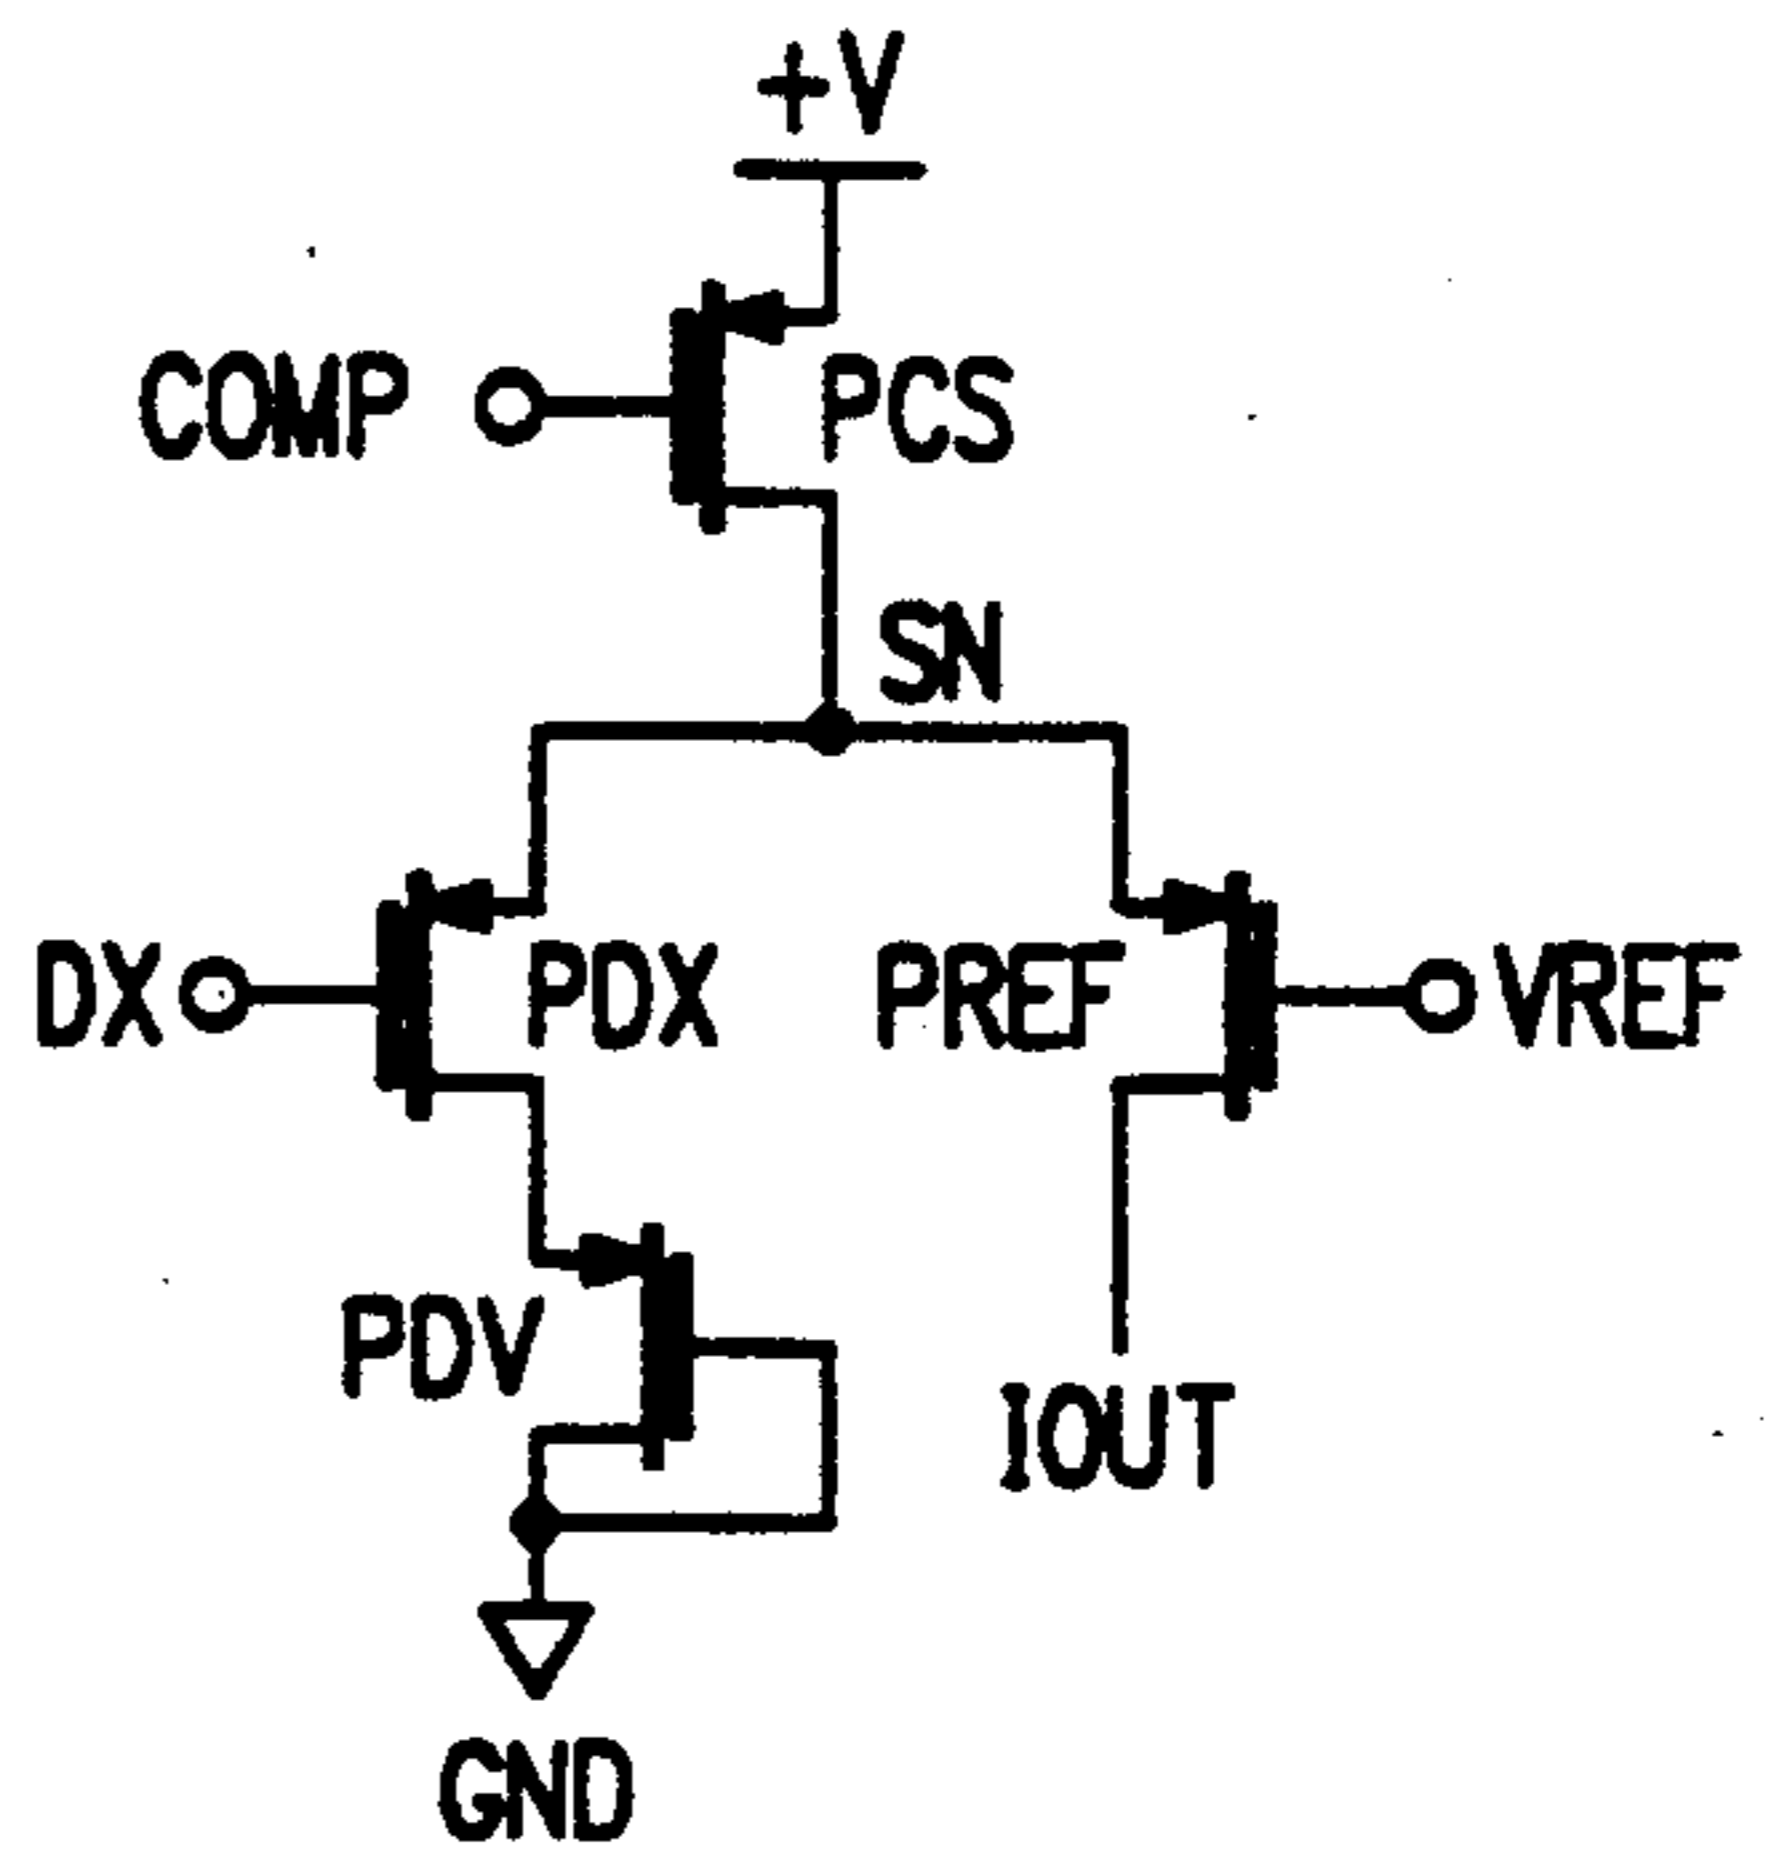 +V
COMP
PCS
SN
DX
PDX
PREF
VREF
PDV
IOUT
GND